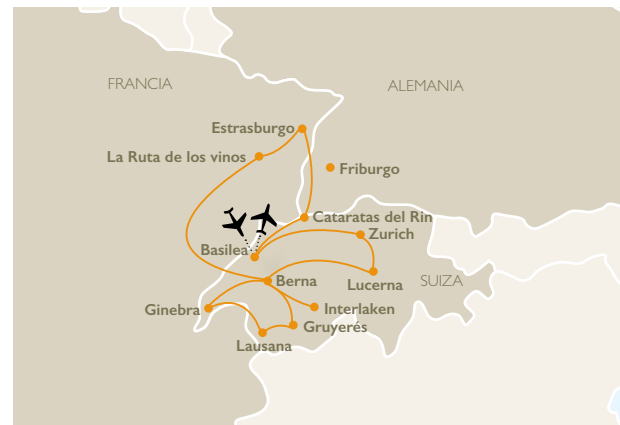 FRANCIA
ALEMANIA
Estrasburgo
La Ruta de los vinos
Friburgo
Cataratas del Rin
Zurich
Basilea
Berna
SUIZA
Lucerna
Ginebra
Interlaken
Gruyerés
Lausana